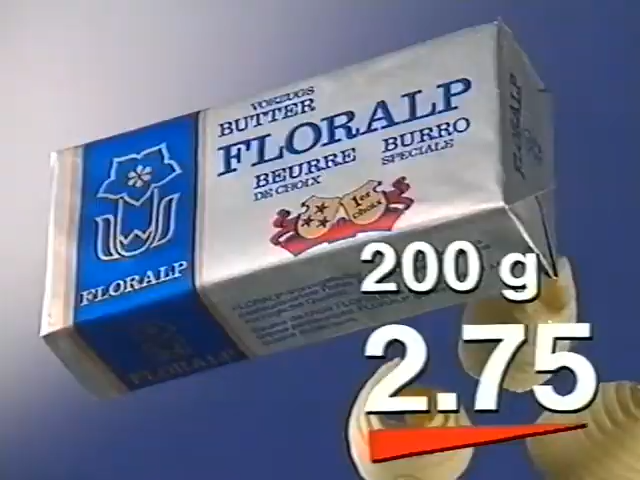 VORZUGS
BUTTER
FLORALP
BEURRE
DE CHOIX
BURRO
SPECIALE
1er
CHOIX
FLORALP
FLORALP
FLORALP
200 g
2.75